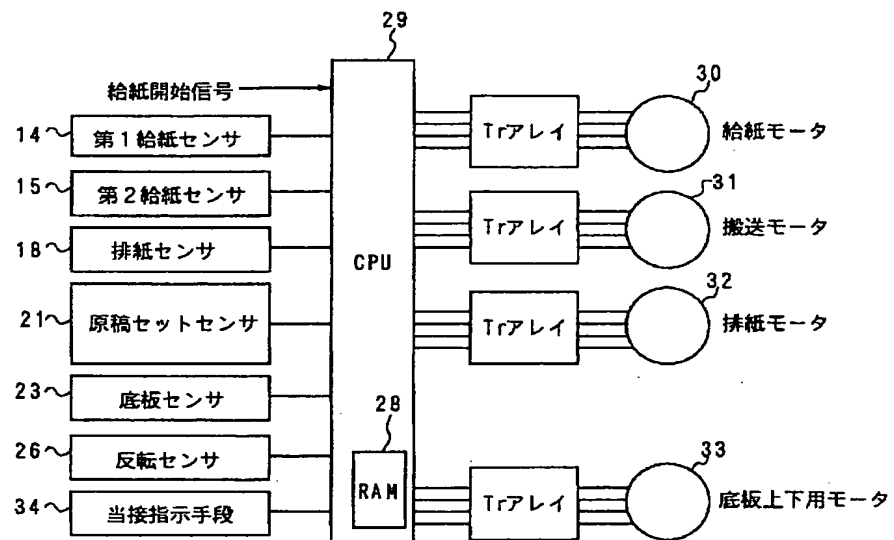 29
給紙開始信号
14
第1給紙センサ
15
第2給紙センサ
18
排紙センサ
21
原稿セットセンサ
23
底板センサ
26
反転センサ
34
当接指示手段
CPU
28
RAM
Trアレイ
30
給紙モータ
Trアレイ
31
搬送モータ
Trアレイ
32
排紙モータ
Trアレイ
33
底板上下用モータ